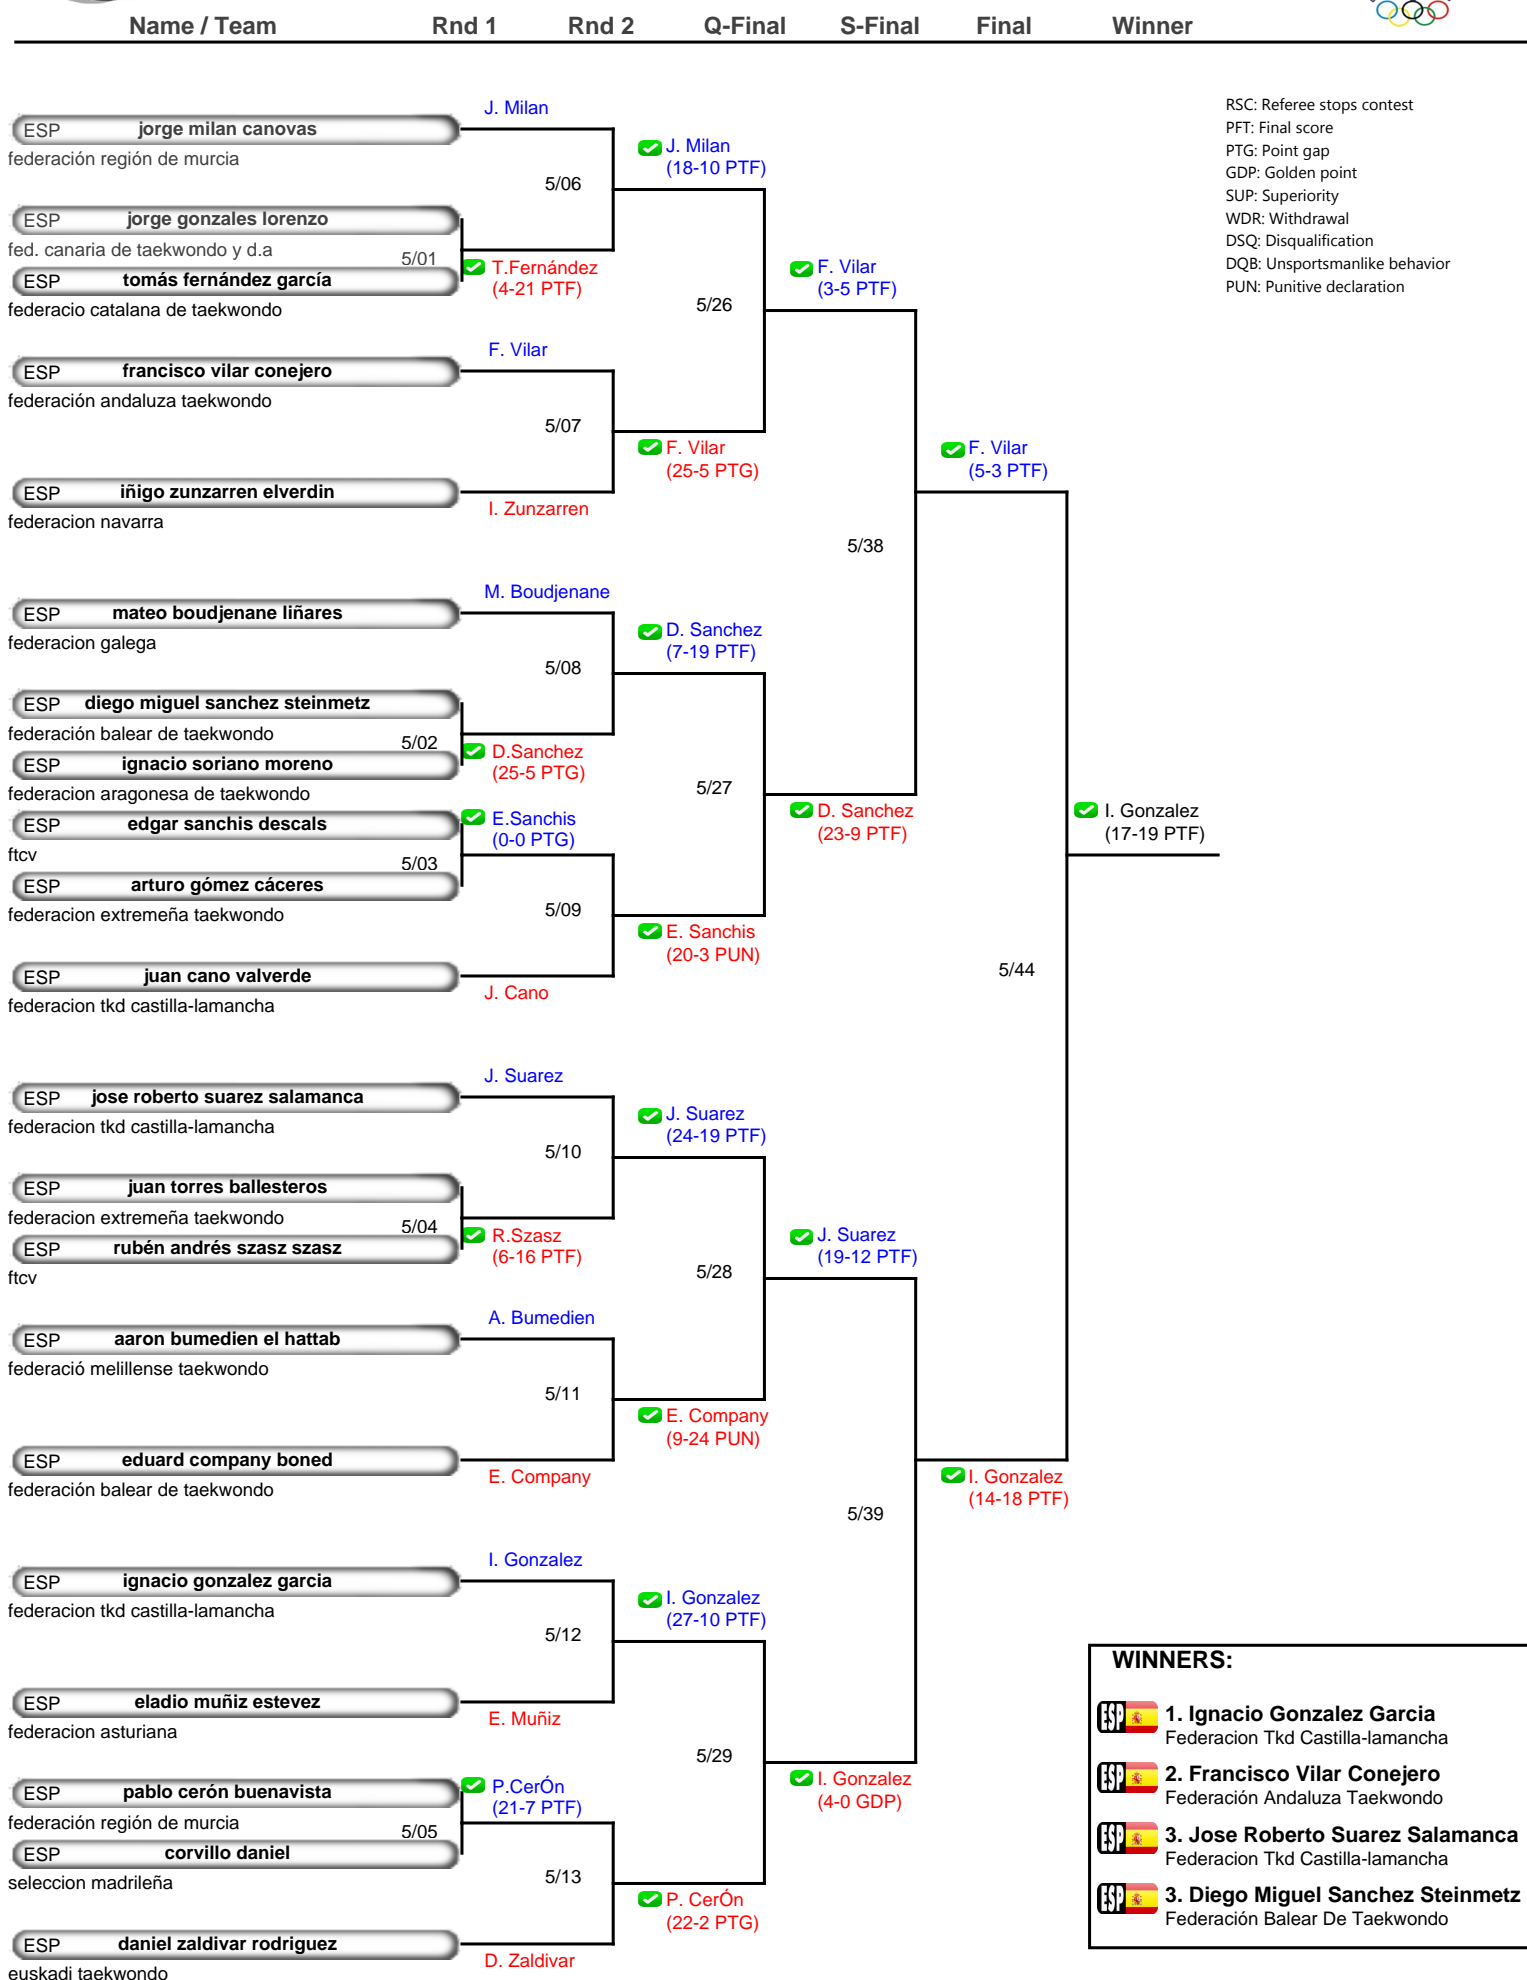 Name / Team Rnd 1 Rnd 2 Q-Final S-Final Final Winner
RSC: Referee stops contest
PFT: Final score
PTG: Point gap
GDP: Golden point
SUP: Superiority
WDR: Withdrawal
DSQ: Disqualification
DQB: Unsportsmanlike behavior
PUN: Punitive declaration
J. Milan
ESP jorge milan canovas
federación región de murcia
J. Milan
(18-10 PTF)
5/06
ESP jorge gonzales lorenzo
fed. canaria de taekwondo y d.a
5/01
T.Fernández
(4-21 PTF)
ESP tomás fernández garcía
federacio catalana de taekwondo
F. Vilar
(3-5 PTF)
5/26
F. Vilar
ESP francisco vilar conejero
federación andaluza taekwondo
5/07
F. Vilar
(25-5 PTG)
F. Vilar
(5-3 PTF)
ESP iñigo zunzarren elverdin
federacion navarra
I. Zunzarren
5/38
M. Boudjenane
ESP mateo boudjenane liñares
federacion galega
D. Sanchez
(7-19 PTF)
5/08
ESP diego miguel sanchez steinmetz
federación balear de taekwondo
5/02
D.Sanchez
(25-5 PTG)
ESP ignacio soriano moreno
federacion aragonesa de taekwondo
5/27
D. Sanchez
(23-9 PTF)
I. Gonzalez
(17-19 PTF)
ESP edgar sanchis descals
ftcv
E.Sanchis
(0-0 PTG)
5/03
ESP arturo gómez cáceres
federacion extremeña taekwondo
5/09
E. Sanchis
(20-3 PUN)
ESP juan cano valverde
federacion tkd castilla-lamancha
J. Cano
5/44
J. Suarez
ESP jose roberto suarez salamanca
federacion tkd castilla-lamancha
J. Suarez
(24-19 PTF)
5/10
ESP juan torres ballesteros
federacion extremeña taekwondo
5/04
R.Szasz
(6-16 PTF)
ESP rubén andrés szasz szasz
ftcv
J. Suarez
(19-12 PTF)
5/28
A. Bumedien
ESP aaron bumedien el hattab
federació melillense taekwondo
5/11
E. Company
(9-24 PUN)
ESP eduard company boned
federación balear de taekwondo
E. Company
I. Gonzalez
(14-18 PTF)
5/39
I. Gonzalez
ESP ignacio gonzalez garcia
federacion tkd castilla-lamancha
I. Gonzalez
(27-10 PTF)
5/12
ESP eladio muñiz estevez
federacion asturiana
E. Muñiz
5/29
I. Gonzalez
(4-0 GDP)
ESP pablo cerón buenavista
federación región de murcia
P.CerÓn
(21-7 PTF)
5/05
ESP corvillo daniel
seleccion madrileña
5/13
P. CerÓn
(22-2 PTG)
ESP daniel zaldivar rodriguez
euskadi taekwondo
D. Zaldivar
WINNERS:
ESP 1. Ignacio Gonzalez Garcia
Federacion Tkd Castilla-lamancha
ESP 2. Francisco Vilar Conejero
Federación Andaluza Taekwondo
ESP 3. Jose Roberto Suarez Salamanca
Federacion Tkd Castilla-lamancha
ESP 3. Diego Miguel Sanchez Steinmetz
Federación Balear De Taekwondo